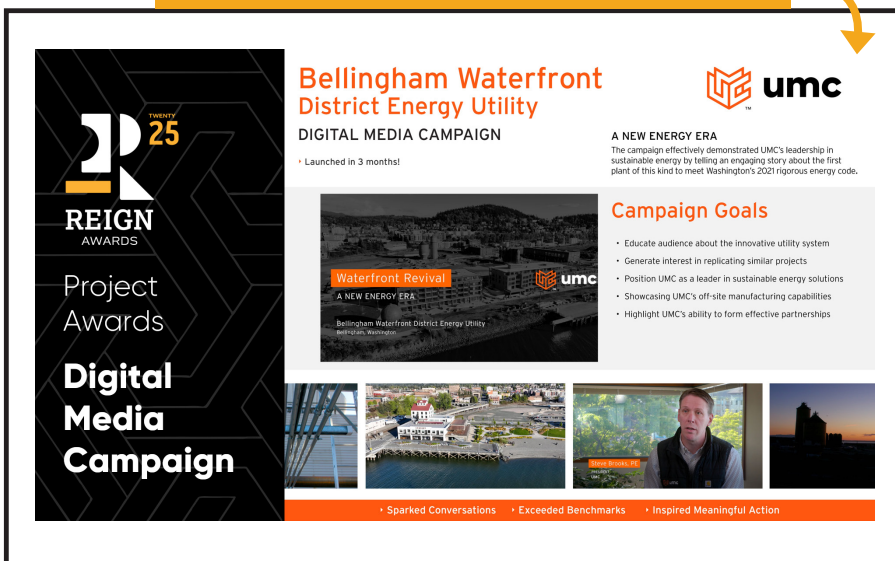 TWENTY
25
REIGN
AWARDS
Project
Awards
Digital
Media
Campaign
Bellingham Waterfront
District Energy Utility
DIGITAL MEDIA CAMPAIGN
‣ Launched in 3 months!
umc
TM
A NEW ENERGY ERA
The campaign effectively demonstrated UMC's leadership in
sustainable energy by telling an engaging story about the first
plant of this kind to meet Washington's 2021 rigorous energy code.
Waterfront Revival
A NEW ENERGY ERA
Bellingham Waterfront District Energy Utility
Bellingham, Washington
umc
Campaign Goals
• Educate audience about the innovative utility system
• Generate interest in replicating similar projects
• Position UMC as a leader in sustainable energy solutions
• Showcasing UMC's off-site manufacturing capabilities
• Highlight UMC's ability to form effective partnerships
Steve Brooks, PE
PRESIDENT
UMC
‣ Sparked Conversations ‣ Exceeded Benchmarks ‣ Inspired Meaningful Action